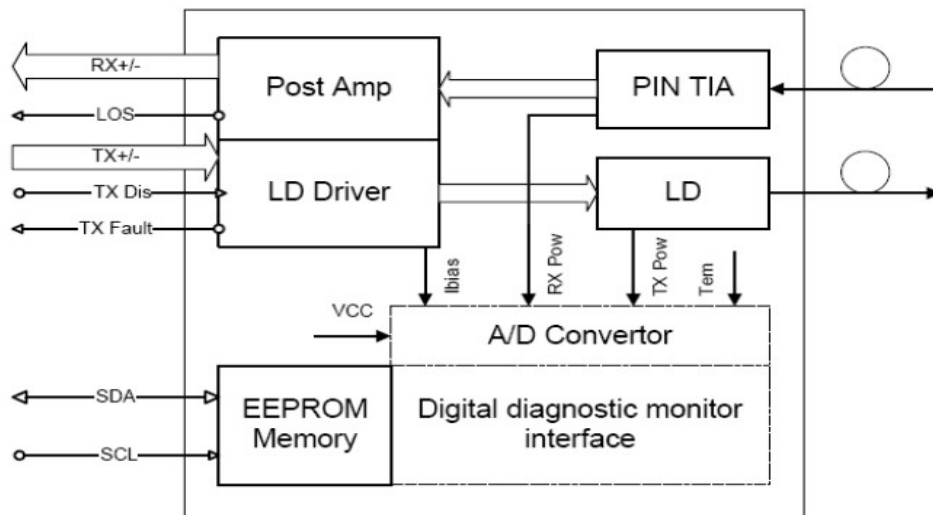 RX+/-
Post Amp
PIN TIA
LOS
TX+/-
TX Dis
LD Driver
LD
TX Fault
Ibias
RX Pow
TX Pow
Tem
VCC
A/D Convertor
SDA
EEPROM
Memory
Digital diagnostic monitor
interface
SCL